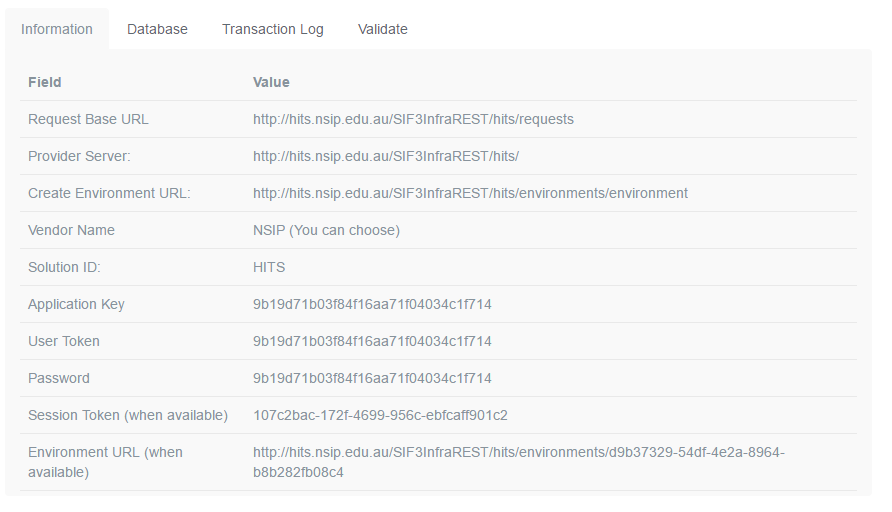 Information Database Transaction Log Validate
Field Value
Request Base URL http://hits.nsip.edu.au/SIF3InfraREST/hits/requests
Provider Server: http://hits.nsip.edu.au/SIF3InfraREST/hits/
Create Environment URL: http://hits.nsip.edu.au/SIF3InfraREST/hits/environments/environment
Vendor Name NSIP (You can choose)
Solution ID: HITS
Application Key 9b19d71b03f84f16aa71f04034c1f714
User Token 9b19d71b03f84f16aa71f04034c1f714
Password 9b19d71b03f84f16aa71f04034c1f714
Session Token (when available) 107c2bac-172f-4699-956c-ebfcaff901c2
Environment URL (when http://hits.nsip.edu.au/SIF3InfraREST/hits/environments/d9b37329-54df-4e2a-8964-
available) b8b282fb08c4